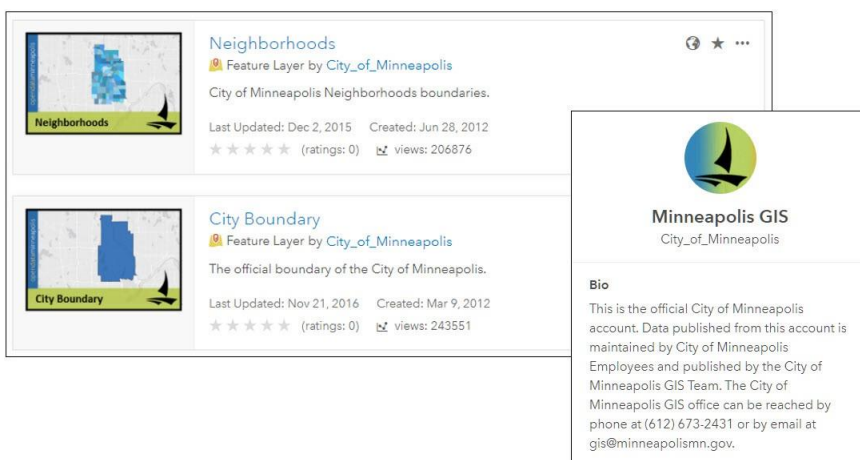 opendataminneapolis
Neighborhoods
Neighborhoods
Feature Layer by City_of_Minneapolis
City of Minneapolis Neighborhoods boundaries.
Last Updated: Dec 2, 2015 Created: Jun 28, 2012
(ratings: 0) views: 206876
opendataminneapolis
City Boundary
City Boundary
Feature Layer by City_of_Minneapolis
The official boundary of the City of Minneapolis.
Last Updated: Nov 21, 2016 Created: Mar 9, 2012
(ratings: 0) views: 243551
Minneapolis GIS
City_of_Minneapolis
Bio
This is the official City of Minneapolis
account. Data published from this account is
maintained by City of Minneapolis
Employees and published by the City of
Minneapolis GIS Team. The City of
Minneapolis GIS office can be reached by
phone at (612) 673-2431 or by email at
gis@minneapolismn.gov.